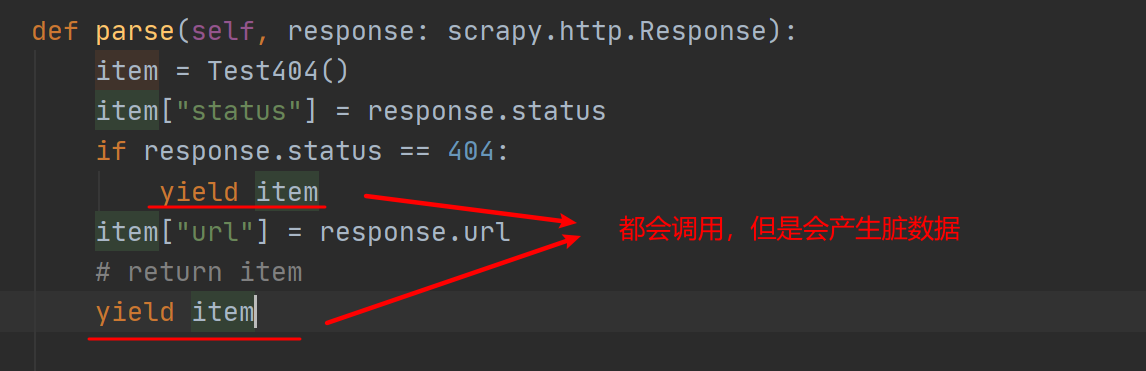 def parse(self, response: scrapy.http.Response):
item = Test404()
item["status"] = response.status
if response.status == 404:
yield item
item["url"] = response.url
都会调用，但是会产生脏数据
# return item
yield item